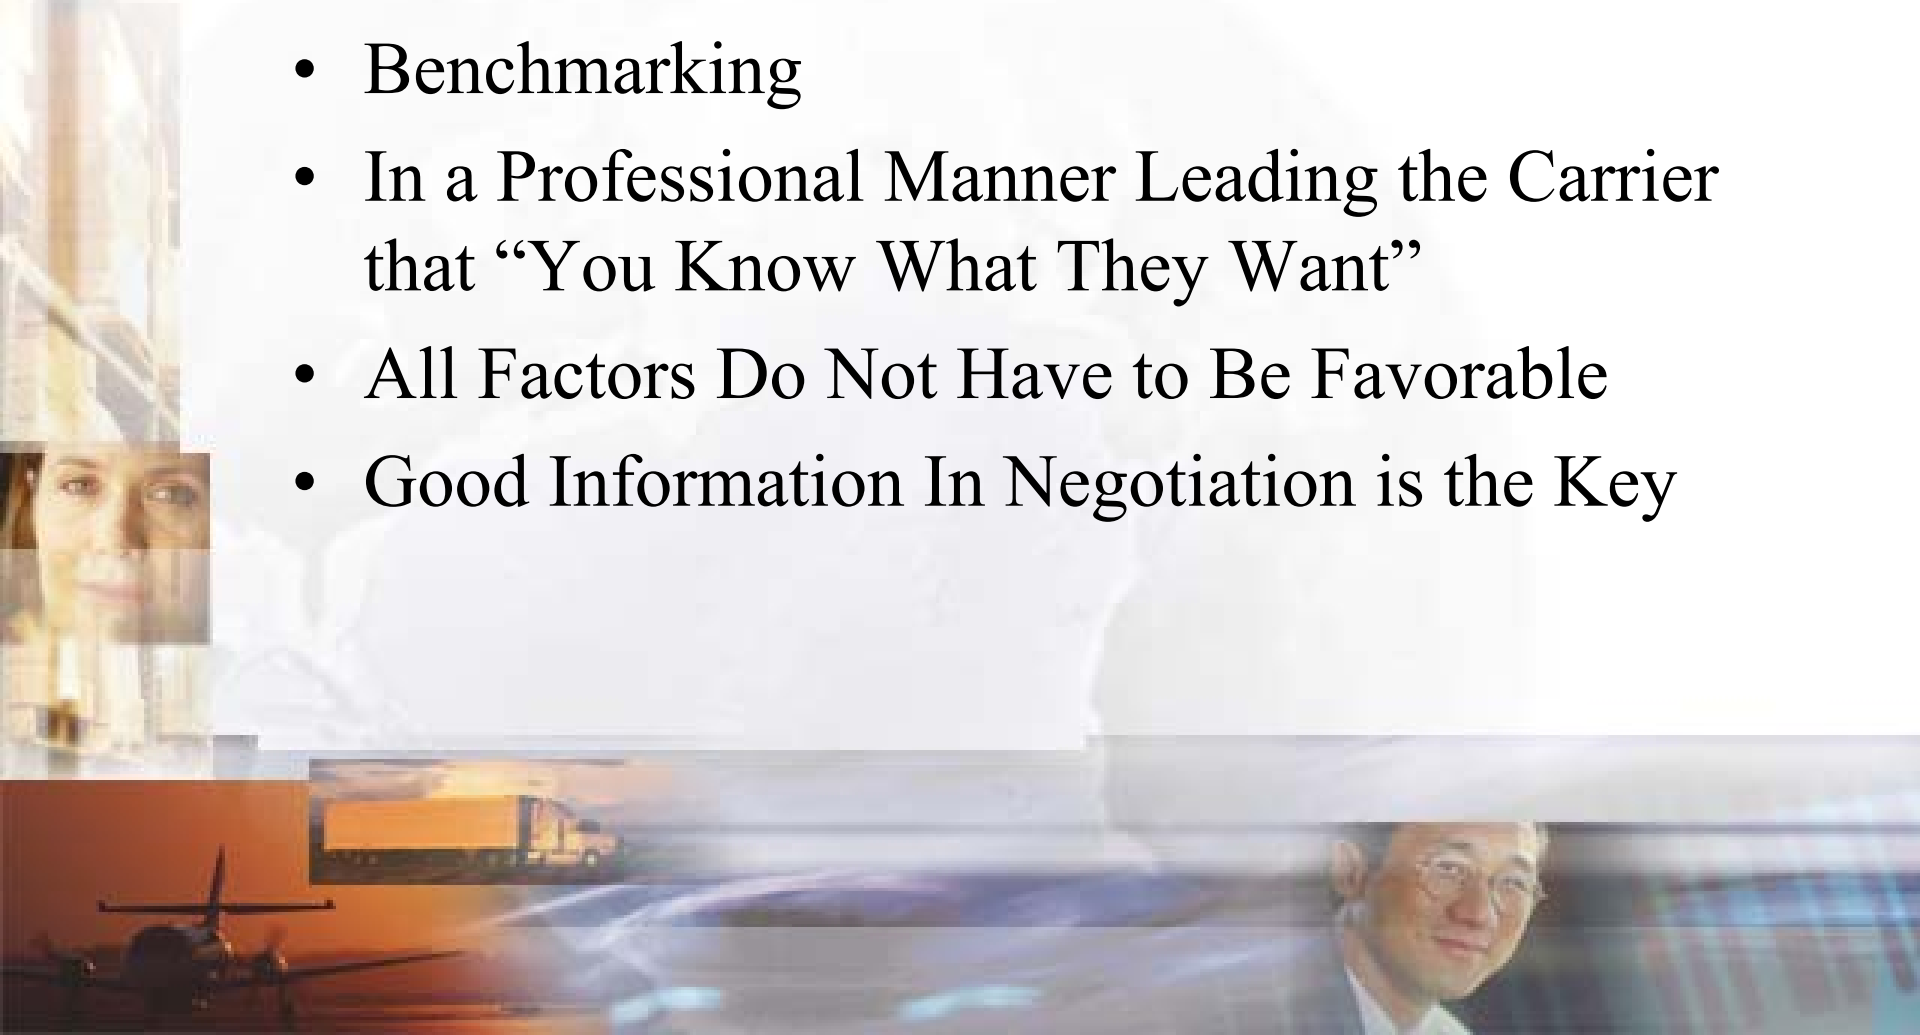 • Benchmarking
• In a Professional Manner Leading the Carrier
that “You Know What They Want”
• All Factors Do Not Have to Be Favorable
• Good Information In Negotiation is the Key